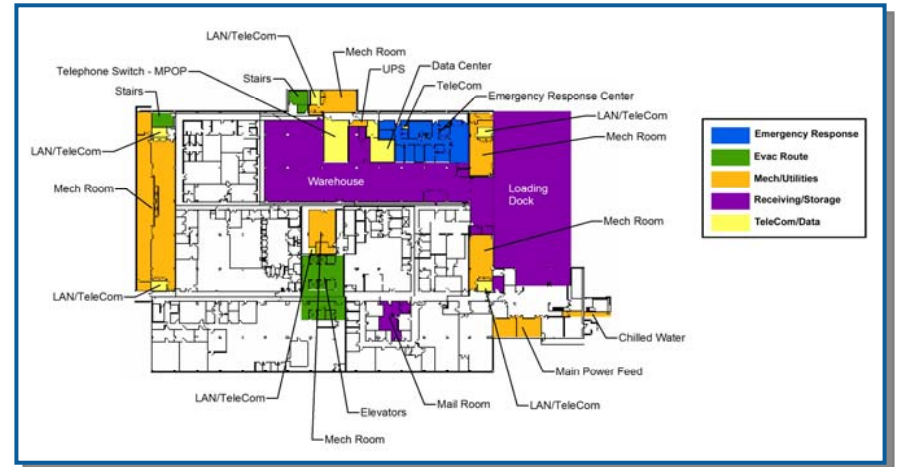 LAN/TeleCom
Mech Room
Telephone Switch - MPOP
UPS
Data Center
Stairs
TeleCom
Stairs
Emergency Response Center
LAN/TeleCom
LAN/TeleCom
Mech Room
Mech Room
Warehouse
Loading
Dock
Mech Room
LAN/TeleCom
Chilled Water
Main Power Feed
LAN/TeleCom
Mail Room
LAN/TeleCom
Elevators
Mech Room
Emergency Response
Evac Route
Mech/Utilities
Receiving/Storage
TeleCom/Data